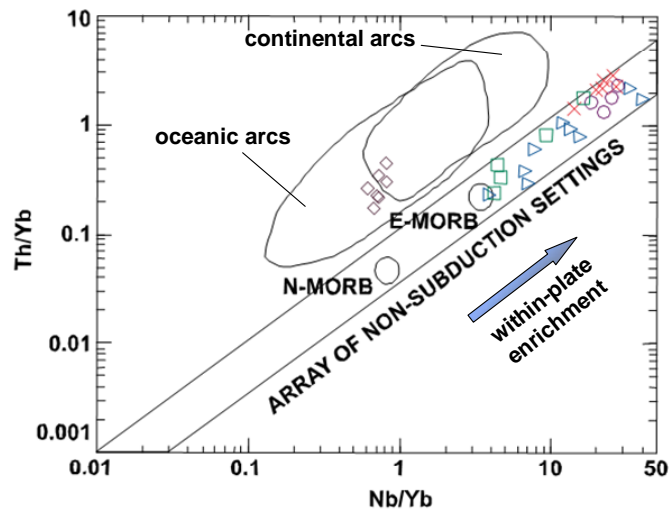 10
continental arcs
1
oceanic arcs
Th/Yb
0.1
E-MORB
N-MORB
ARRAY OF NON-SUBDUCTION SETTINGS
within-plate
enrichment
0.01
0.001
0.01
0.1
1
10
50
Nb/Yb